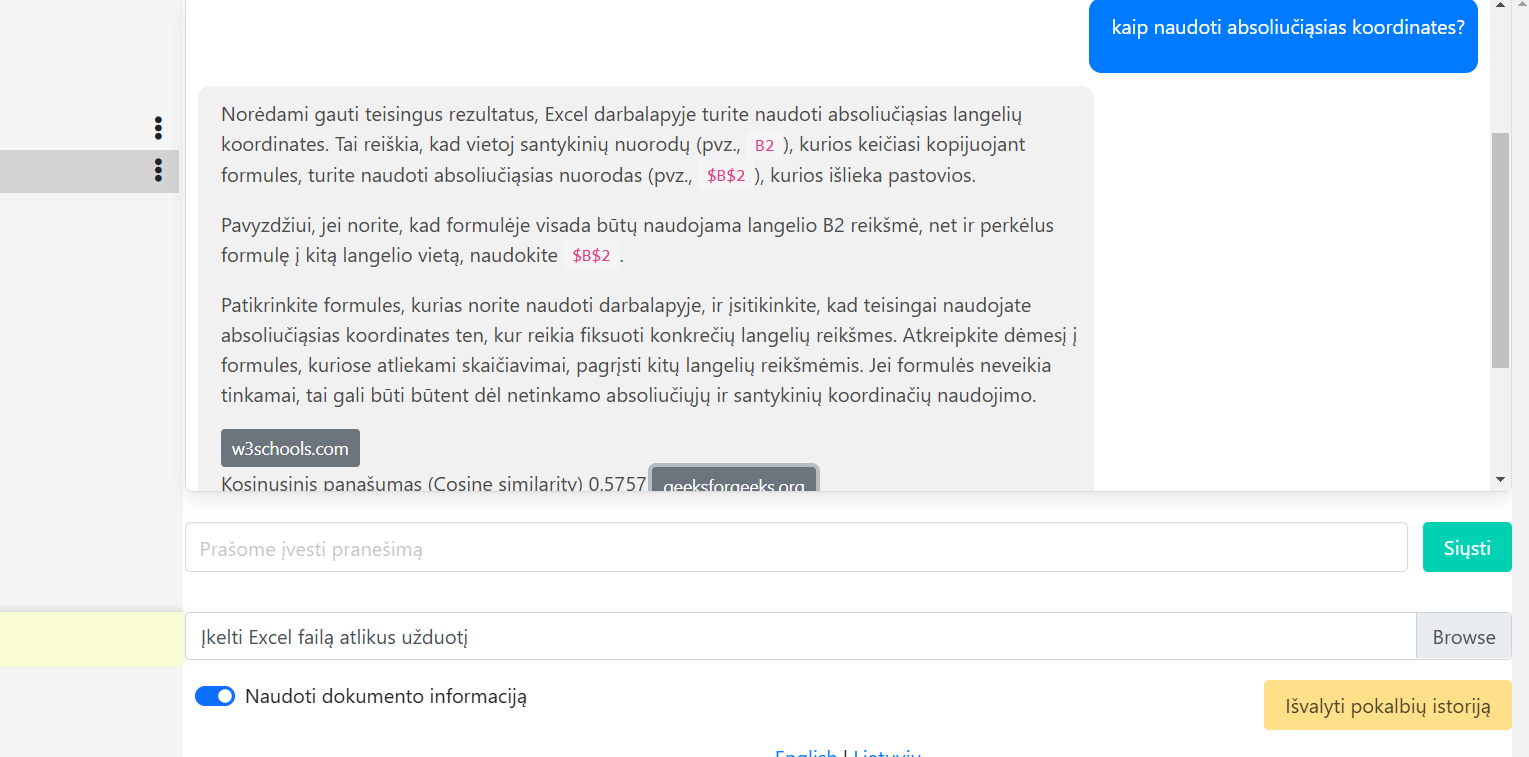 kaip naudoti absoliučiąsias koordinates?
Norėdami gauti teisingus rezultatus, Excel darbalapyje turite naudoti absoliučiąsias langelių
koordinates. Tai reiškia, kad vietoj santykinių nuorodų (pvz., B2 ), kurios keičiasi kopijuojant
formules, turite naudoti absoliučiąsias nuorodas (pvz., $B$2 ), kurios išlieka pastovios.
Pavyzdžiui, jei norite, kad formulėje visada būtų naudojama langelio B2 reikšmė, net ir perkėlus
formulę į kitą langelio vietą, naudokite $B$2 .
Patikrinkite formules, kurias norite naudoti darbalapyje, ir įsitikinkite, kad teisingai naudojate
absoliučiąsias koordinates ten, kur reikia fiksuoti konkrečių langelių reikšmes. Atkreipkite dėmesį į
formules, kuriose atliekami skaičiavimai, pagrįsti kitų langelių reikšmėmis. Jei formulės neveikia
tinkamai, tai gali būti būtent dėl netinkamo absoliučiųjų ir santykinių koordinačių naudojimo.
w3schools.com
Kosinusinis panašumas (Cosine similarity) 0.5757 geeksforgeeks.org
Prašome įvesti pranešimą
Siųsti
Įkelti Excel failą atlikus užduotį
Browse
Naudoti dokumento informaciją
Išvalyti pokalbių istoriją
English | Lietuvių